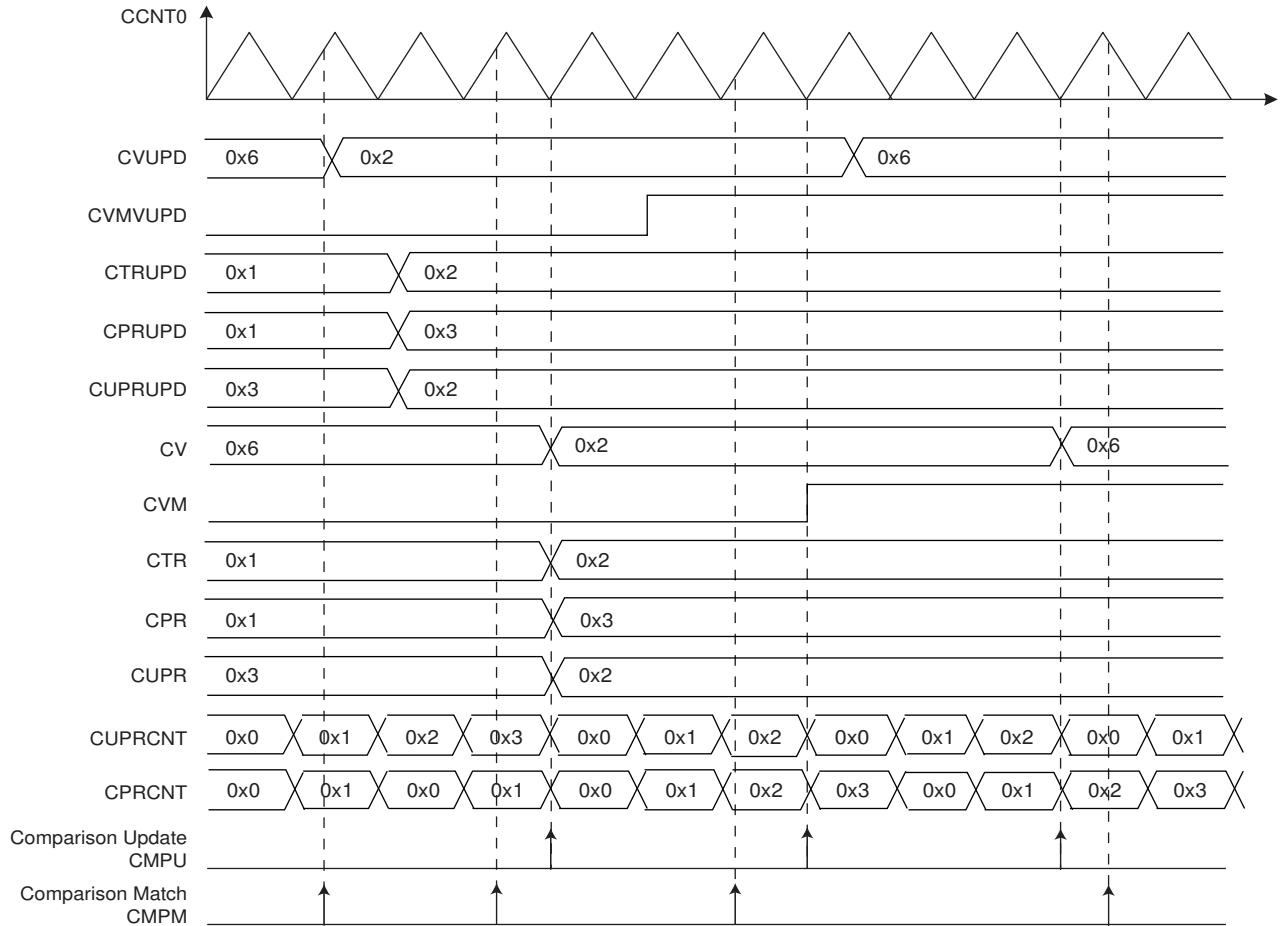 CCNT0
CVUPD 0x6 0x2 0x6
CVMVUPD
CTRUPD 0x1 0x2
CPRUPD 0x1 0x3
CUPRUPD 0x3 0x2
CV 0x6 0x2 0x6
CVM
CTR 0x1 0x2
CPR 0x1 0x3
CUPR 0x3 0x2
CUPRCNT 0x0 0x1 0x2 0x3 0x0 0x1 0x2 0x0 0x1 0x2 0x0 0x1
CPRCNT 0x0 0x1 0x0 0x1 0x0 0x1 0x2 0x3 0x0 0x1 0x2 0x3
Comparison Update
CMPU
Comparison Match
CMPM